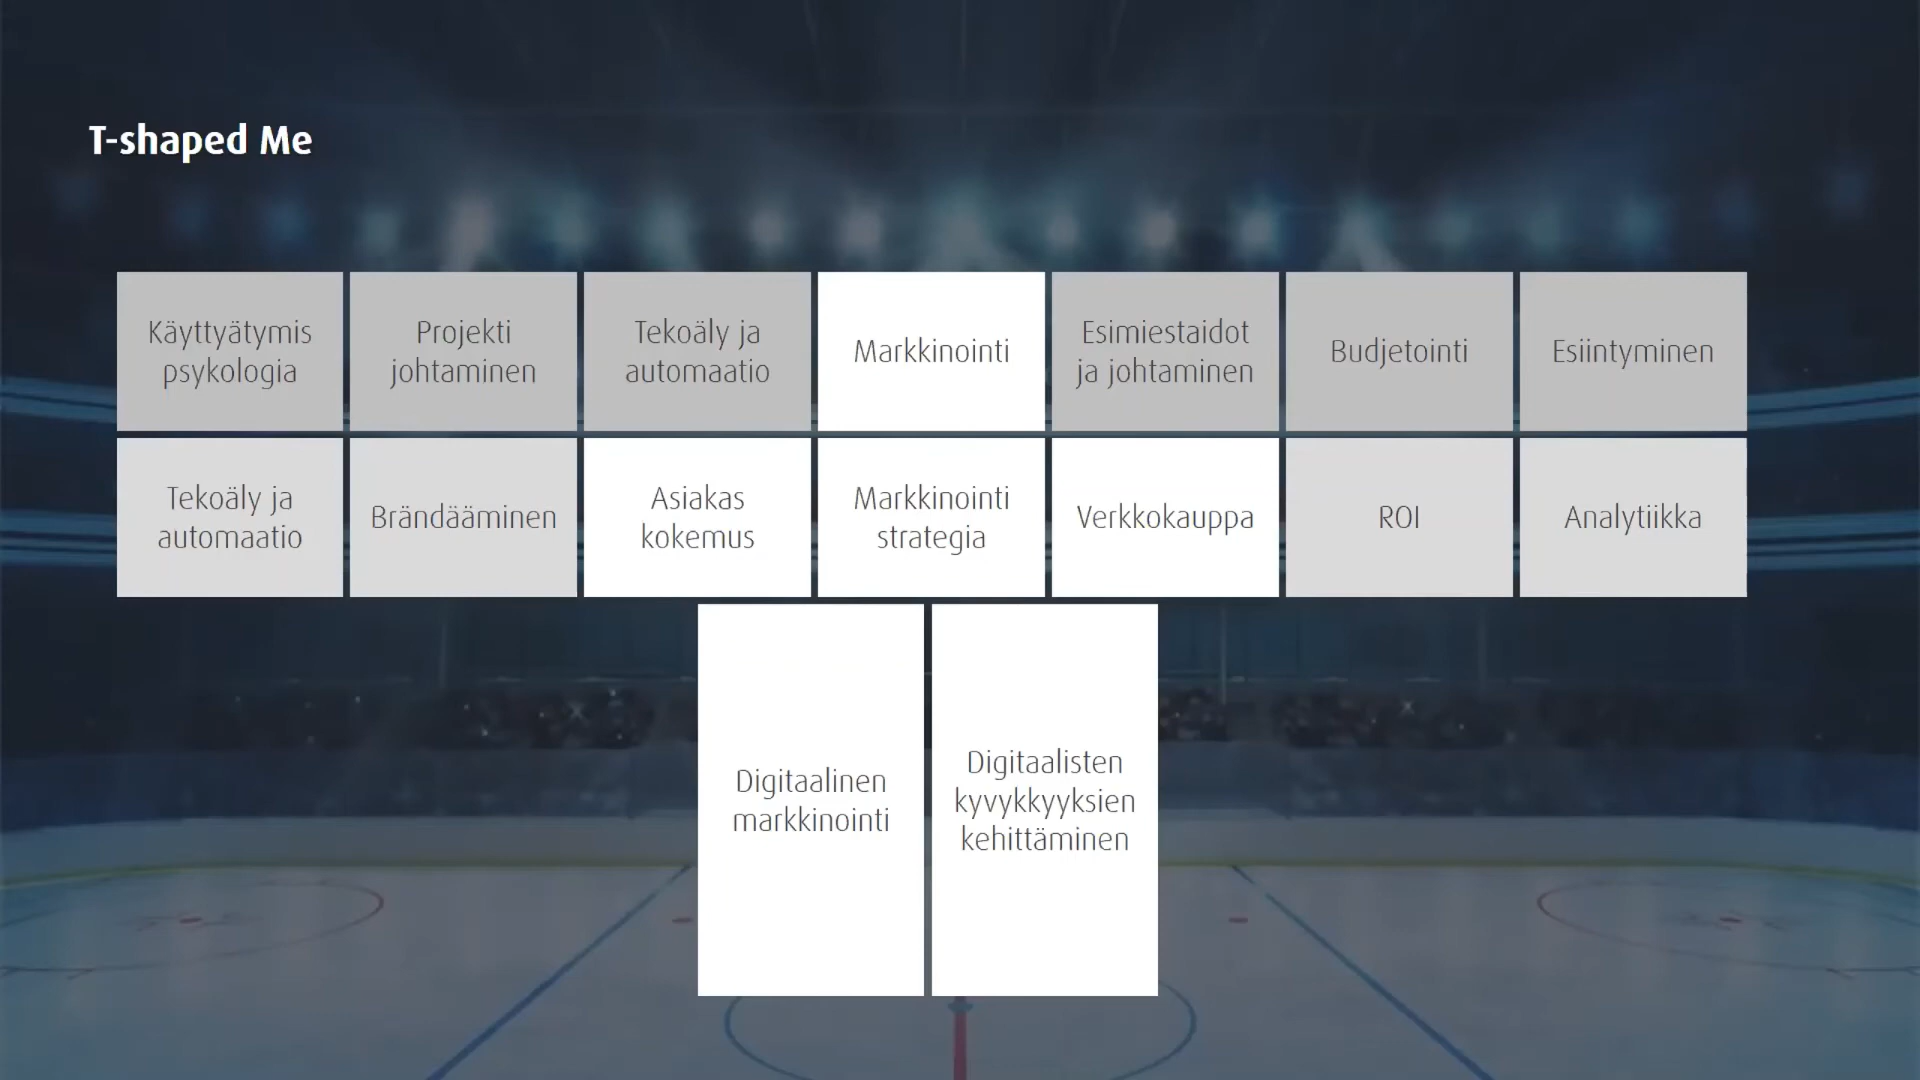 T-shaped Me
Käyttyätymis
psykologia
Projekti
johtaminen
Tekoäly ja
automaatio
Markkinointi
Esimiestaidot
ja johtaminen
Budjetointi
Esiintyminen
Tekoäly ja
automaatio
Brändääminen
Asiakas
kokemus
Markkinointi
strategia
Verkkokauppa
ROI
Analytiikka
Digitaalinen
markkinointi
Digitaalisten
kyvykkyyksien
kehittäminen